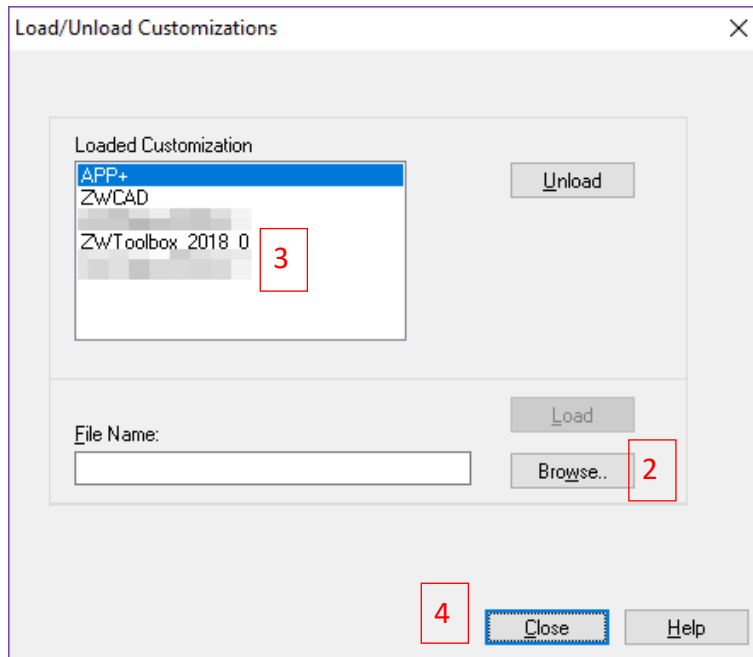 Load/Unload Customizations
Loaded Customization
APP+
Unload
ZWCAD
ZWToolbox_2018_0
3
Load
File Name:
Browse..
2
4
Close
Help